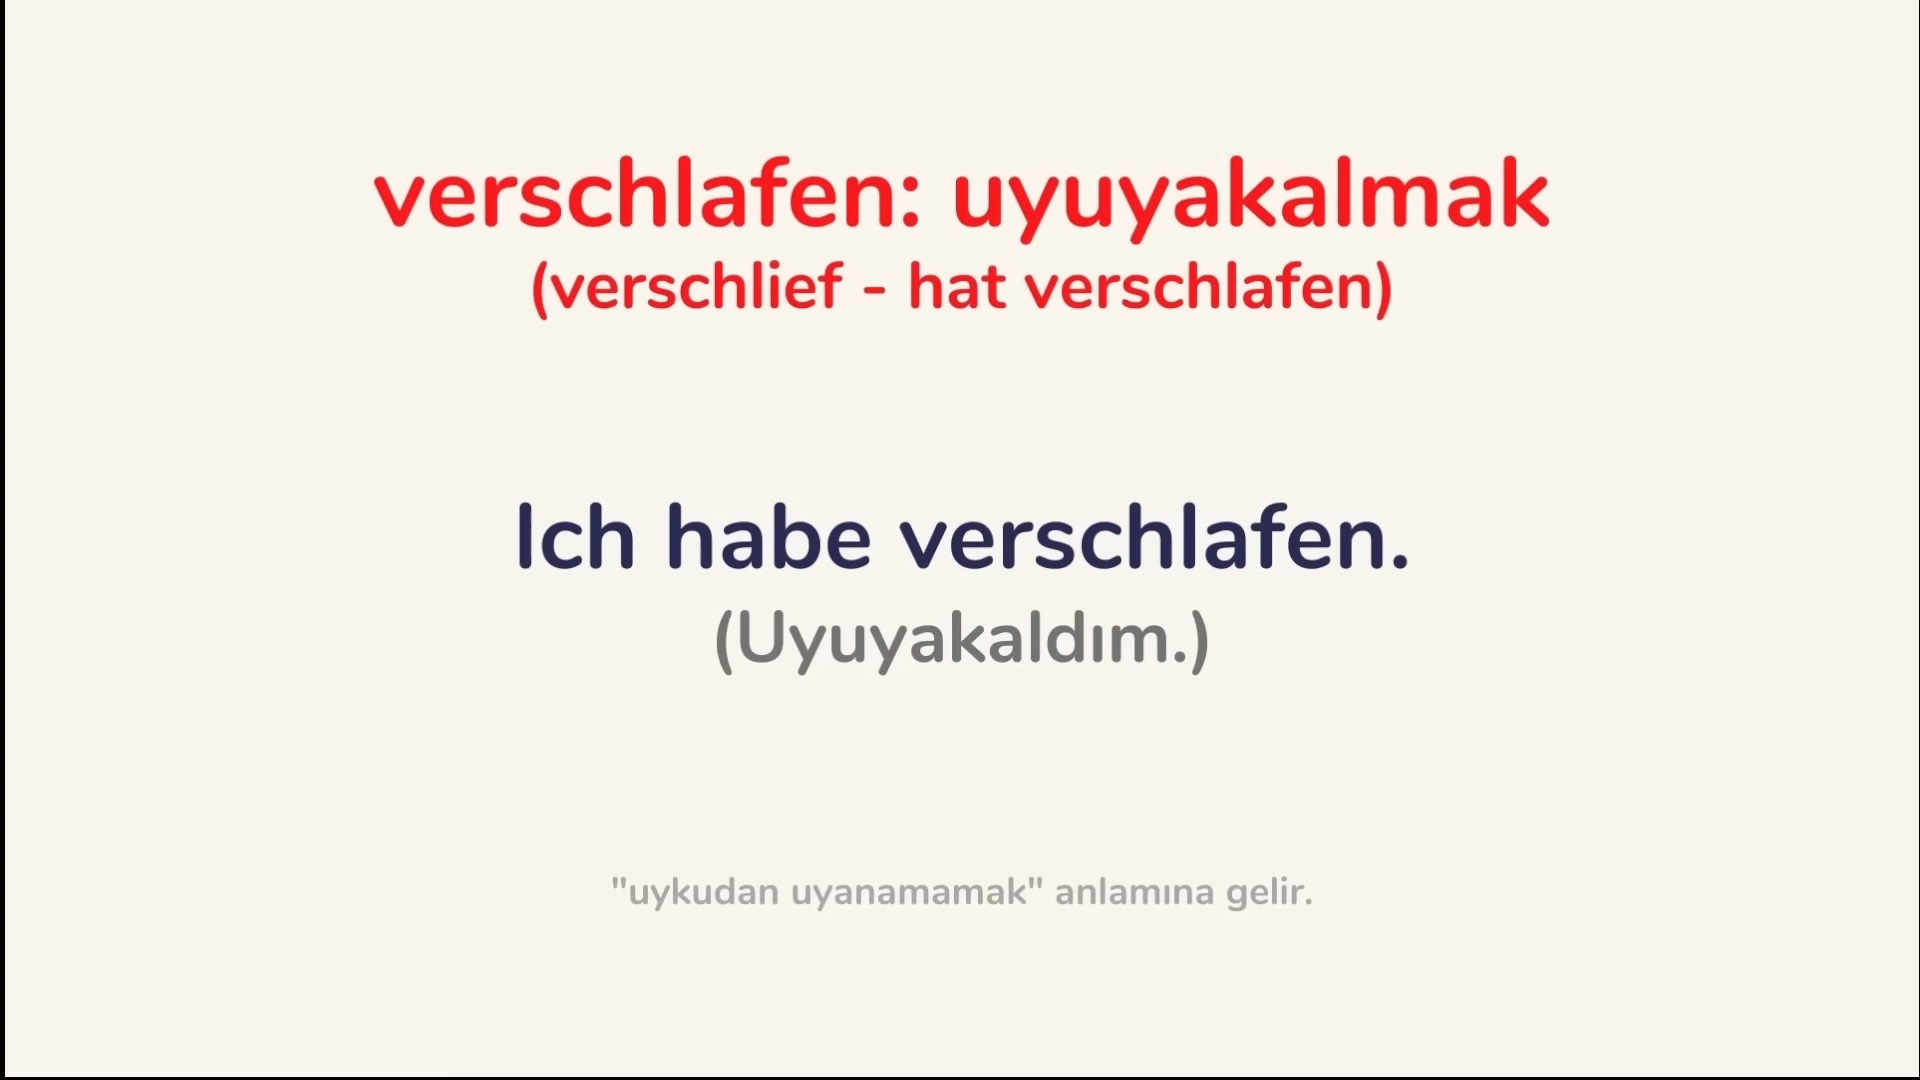 verschlafen: uyuyakalmak
(verschlief - hat verschlafen)
Ich habe verschlafen.
(Uyuyakaldım.)
"uykudan uyanamamak" anlamına gelir.